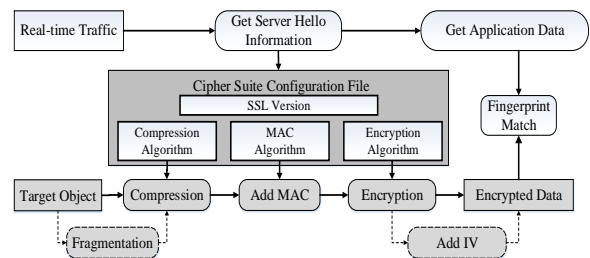 Real-time Traffic
Get Server Hello
Information
Get Application Data
Cipher Suite Configuration File
SSL Version
Compression
Algorithm
MAC
Algorithm
Encryption
Algorithm
Fingerprint
Match
Target Object
Compression
Add MAC
Encryption
Encrypted Data
Fragmentation
Add IV